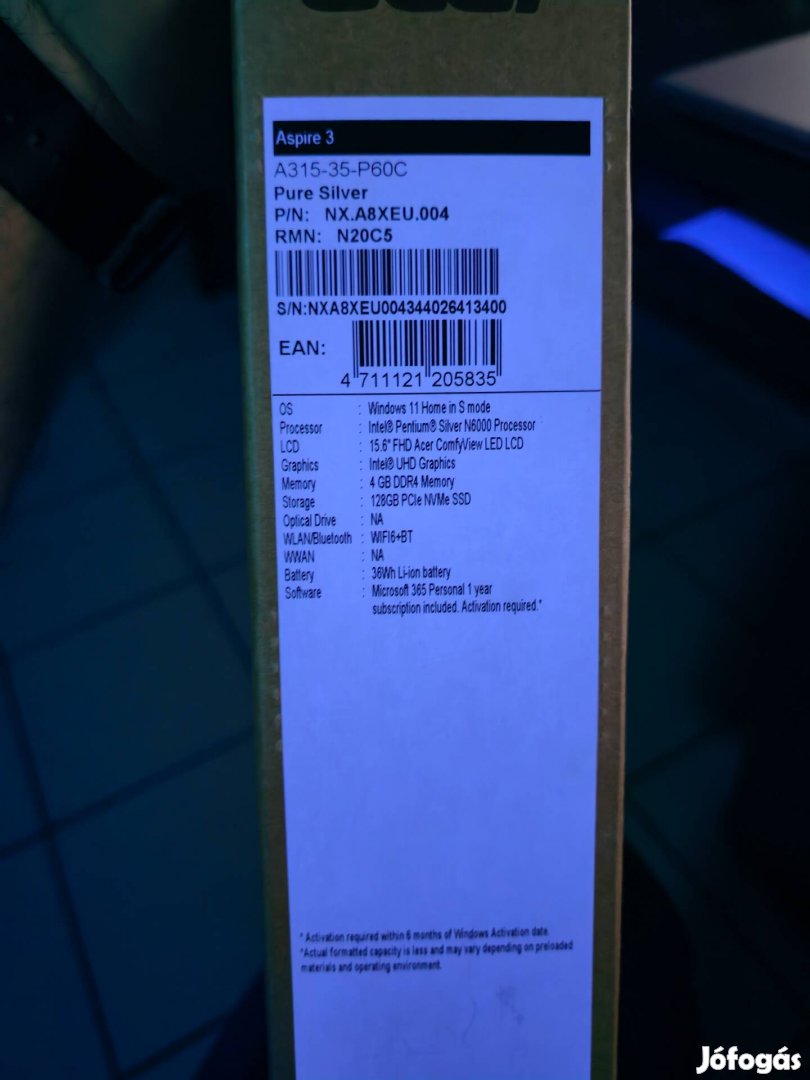 Aspire 3
A315-35-P60C
Pure Silver
P/N: NX.A8XEU.004
RMN: N20C5
S/N:NXA8XEU004344026413400
EAN:
4 711121 205835
OS : Windows 11 Home in S mode
Processor : Intel® Pentium® Silver N6000 Processor
LCD : 15.6" FHD Acer ComfyView LED LCD
Graphics : Intel® UHD Graphics
Memory : 4 GB DDR4 Memory
Storage : 128GB PCIe NVMe SSD
Optical Drive : NA
WLAN/Bluetooth : WIFI6+BT
WWAN : NA
Battery : 36Wh Li-ion battery
Software : Microsoft 365 Personal 1 year
subscription included. Activation required.*
* Activation required within 6 months of Windows Activation date.
*Actual formatted capacity is less and may vary depending on preloaded
materials and operating environment.
Jófogás